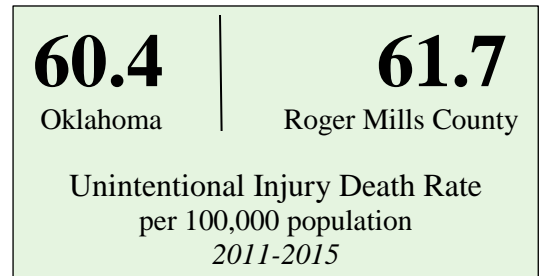 60.4 61.7
Oklahoma Roger Mills County
Unintentional Injury Death Rate
per 100,000 population
2011-2015